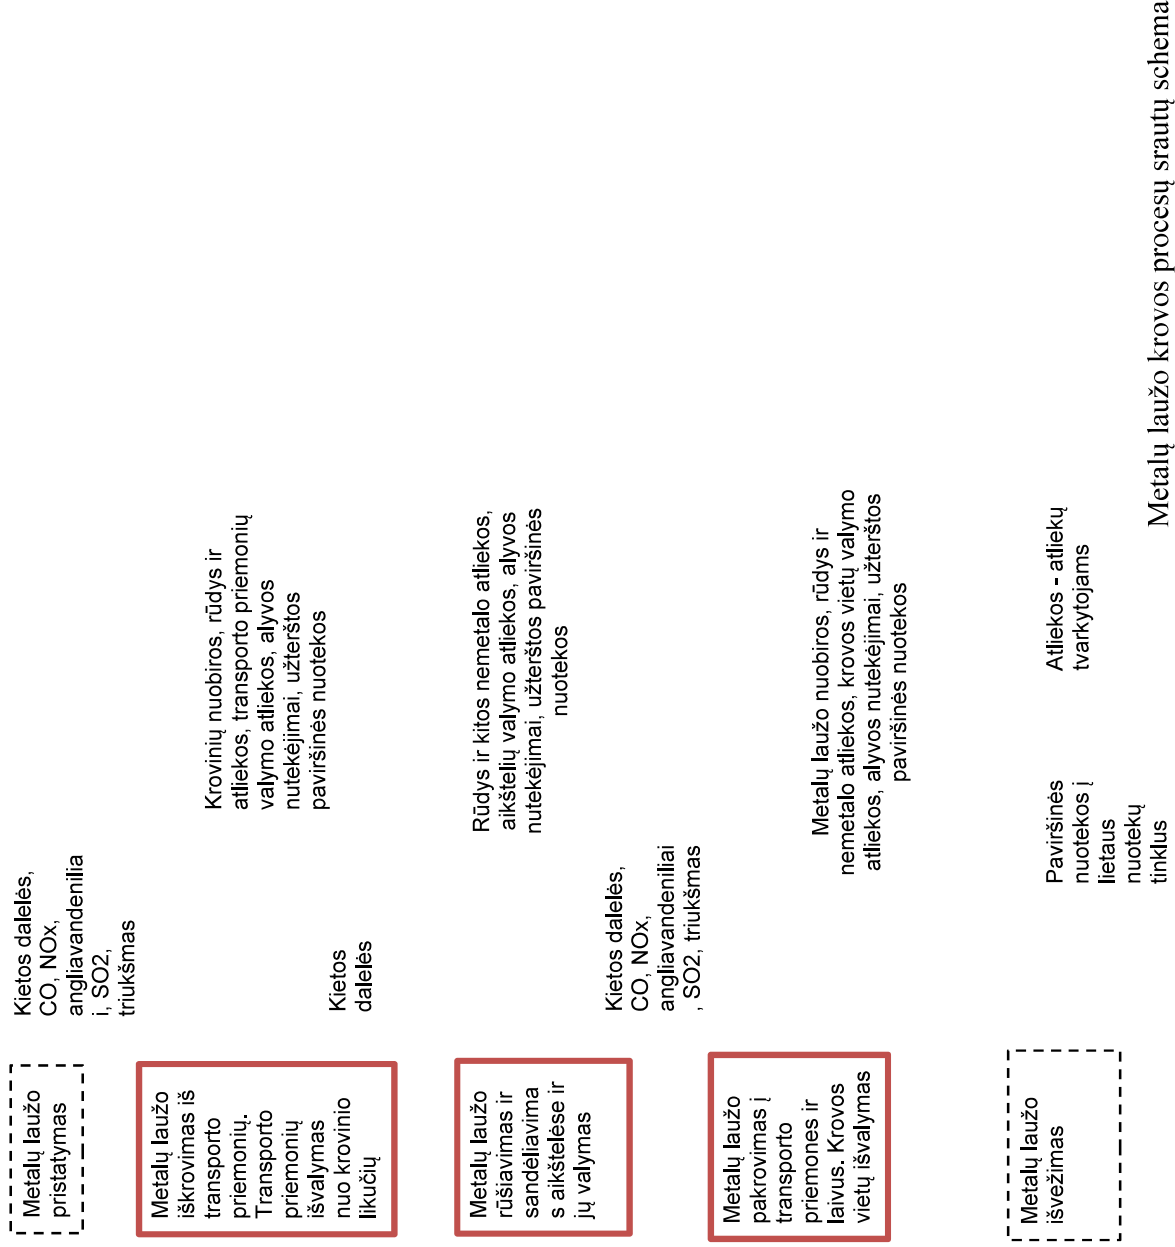 Metalų laužo
pristatymas
Metalų laužo
iškrovimas iš
transporto
priemonių.
Transporto
priemonių
išvalymas
nuo krovinio
likučių
Metalų laužo
rūšiavimas ir
sandėliavima
s aikštelėse ir
jų valymas
Metalų laužo
pakrovimas į
transporto
priemones ir
laivus. Krovos
vietų išvalymas
Metalų laužo
išvežimas
Kietos dalelės,
CO, NOx,
angliavandenilia
i, SO2,
triukšmas
Kietos
dalelės
Kietos dalelės,
CO, NOx,
angliavandeniliai
, SO2, triukšmas
Paviršinės
nuotekos į
lietaus
nuotekų
tinklus
Krovinių nuobiros, rūdys ir
atliekos, transporto priemonių
valymo atliekos, alyvos
nutekėjimai, užterštos
paviršinės nuotekos
Rūdys ir kitos nemetalo atliekos,
aikštelių valymo atliekos, alyvos
nutekėjimai, užterštos paviršinės
nuotekos
Metalų laužo nuobiros, rūdys ir
nemetalo atliekos, krovos vietų valymo
atliekos, alyvos nutekėjimai, užterštos
paviršinės nuotekos
Atliekos - atliekų
tvarkytojams
Metalų laužo krovos procesų srautų schema